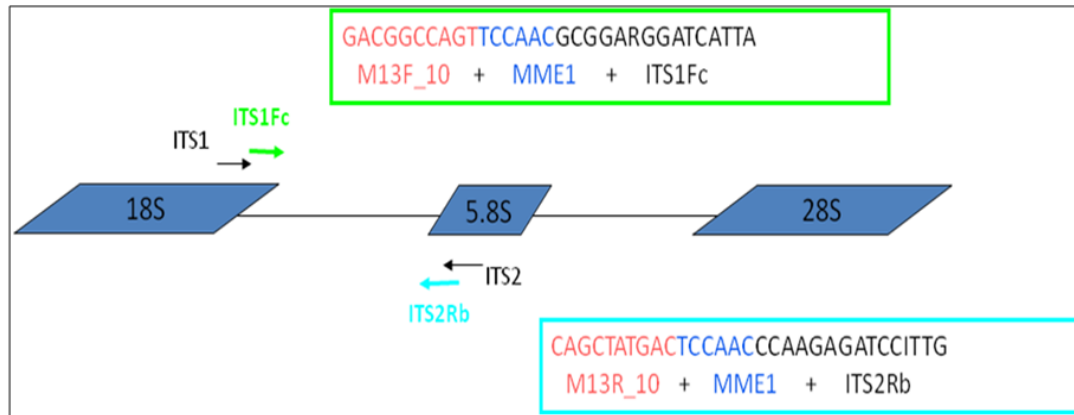 GACGGCCAGTTCCAACGCGGARGGATCATTA
M13F_10 + MME1 + ITS1Fc
ITS1Fc
ITS1
18S
5.8S
28S
ITS2
ITS2Rb
CAGCTATGACTCCAACCCAAGAGATCCITTG
M13R_10 + MME1 + ITS2Rb